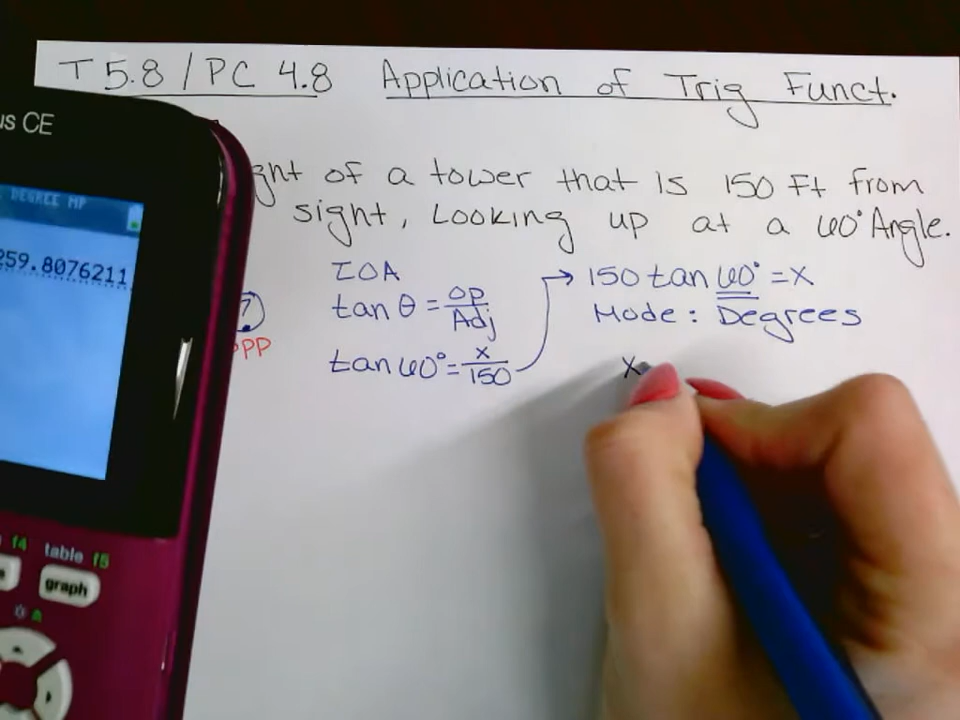 T 5.8 / PC 4.8 Application of Trig Funct.
us CE
DEGREE MP
259.8076211
ght of a tower that is 150 Ft from
sight, Looking up at a 60° Angle.
TOA
tan θ = op/Adj
tan 60° = x/150
→ 150 tan 60° = x
Mode: Degrees
x
?
OPP
f4 table f5
graph